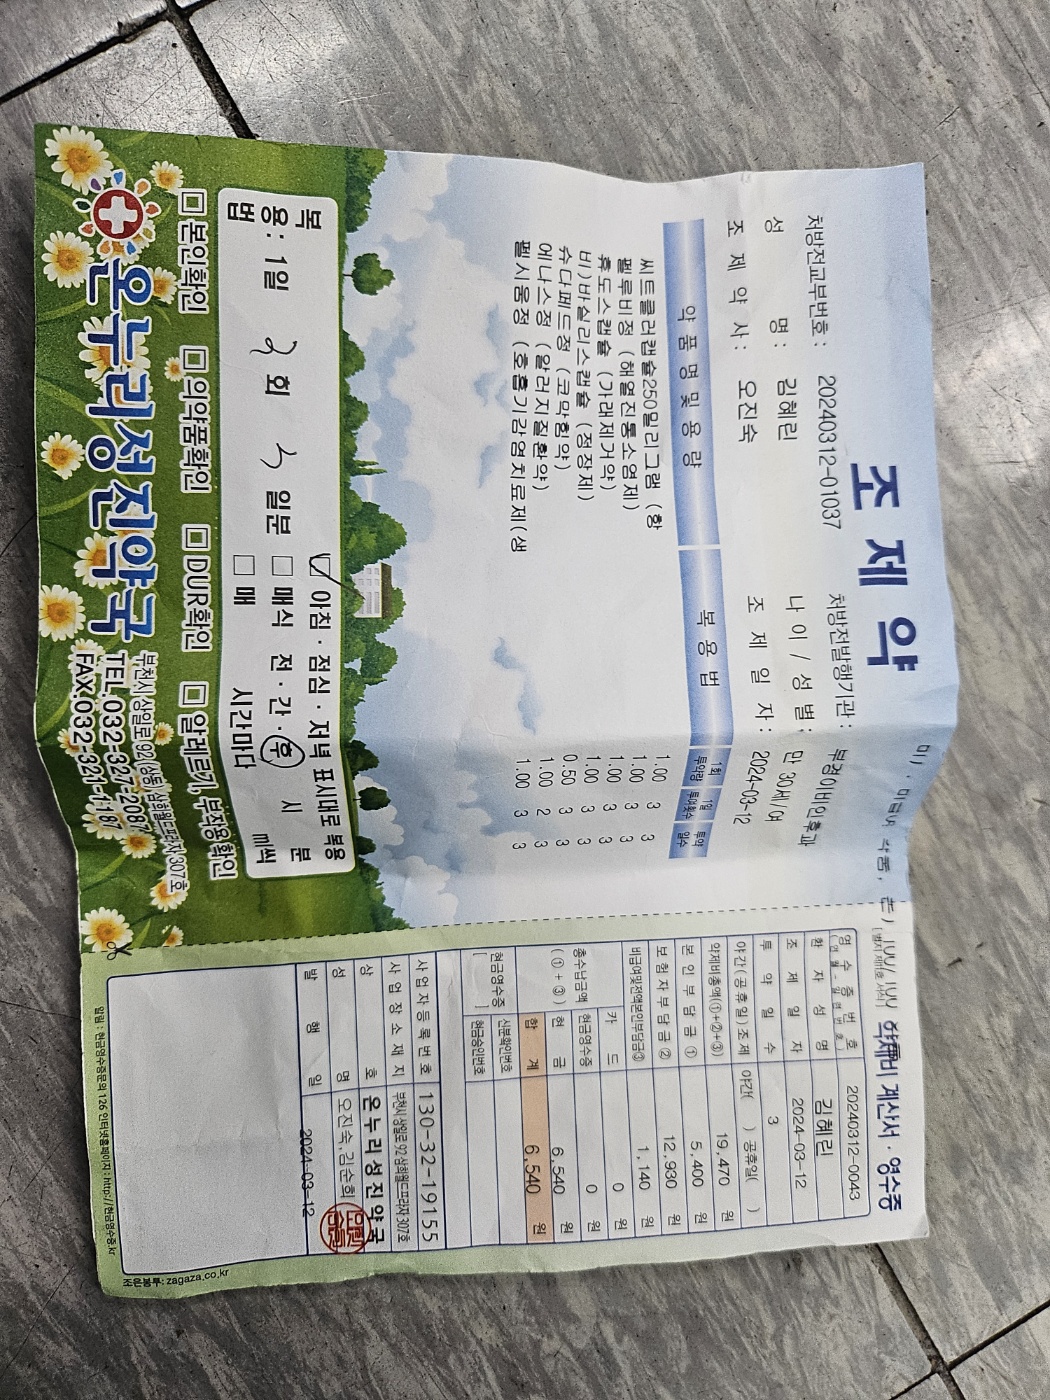 조 제 약
처방전교부번호 : 20240312-01037 처방전발행기관 : 부경이비인후과
성 명 : 김혜린 나 이 / 성 별 : 만 30세/여
조 제 약 사 : 오진숙 조 제 일 자 : 2024-03-12
약 품 명 및 용 량 복 용 법 1회 투약량 1일 투여횟수 투약 일수
씨트클러캡슐250밀리그램 (항 1.00 3 3
펠루비정 (해열진통소염제) 1.00 3 3
휴도스캡슐 (가래제거약) 1.00 3 3
비)바실리스캡슐 (정장제) 1.00 3 3
슈다페드정 (코막힘약) 0.50 3 3
에나스정 (알러지질환약) 1.00 2 3
펠시움정 (호흡기감염치료제(생 1.00 3 3
복용법 : 1일 2 회 3 일분
아침 · 점심 · 저녁 표시대로 복용
매식 전 · 간 · 후 시 분
매 시간마다 ㎖씩
본인확인 의약품확인 DUR확인 알레르기, 부작용확인
온누리성진약국
부천시 상일로 92 (상동, 삼희월드프라자) 307호
TEL.032-324-2087
FAX.032-321-1187
약제비 계산서 · 영수증
영 수 증 번 호 20240312-0043
환 자 성 명 김혜린
조 제 일 자 2024-03-12
투 약 일 수 3
야간(공휴일)조제 야간( ) 공휴일( )
약제비총액(①+②+③) 19,470 원
본 인 부 담 금 ① 5,400 원
보 험 자 부 담 금 ② 12,930 원
비급여및전액본인부담금③ 1,140 원
총수납금액 (① + ③)
카 드 0 원
현금영수증 0 원
현 금 6,540 원
합 계 6,540 원
현금영수증 [ ]
신분확인번호
현금승인번호
사 업 자 등 록 번 호 130-32-19155
사 업 장 소 재 지 부천시 상일로 92 삼희월드프라자 307호
상 호 온누리성진약국
성 명 오진숙,김순희
발 행 일 2024-03-12
알림 : 현금영수증문의 126 인터넷홈페이지 : http://현금영수증.kr
조은봉투: zagaza.co.kr